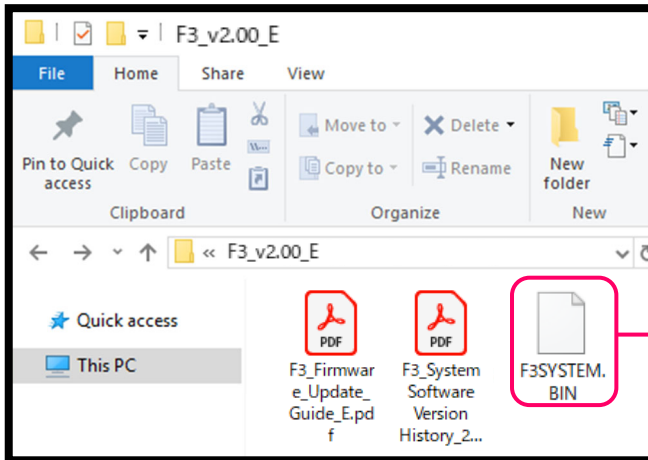 F3_v2.00_E
File Home Share View
Pin to Quick
access
Copy
Paste
W...
Move to
Copy to
Delete
Rename
New
folder
Clipboard
Organize
New
« F3_v2.00_E
Quick access
This PC
PDF
F3_Firmwar
e_Update_
Guide_E.pd
f
PDF
F3_System
Software
Version
History_2...
F3SYSTEM.
BIN